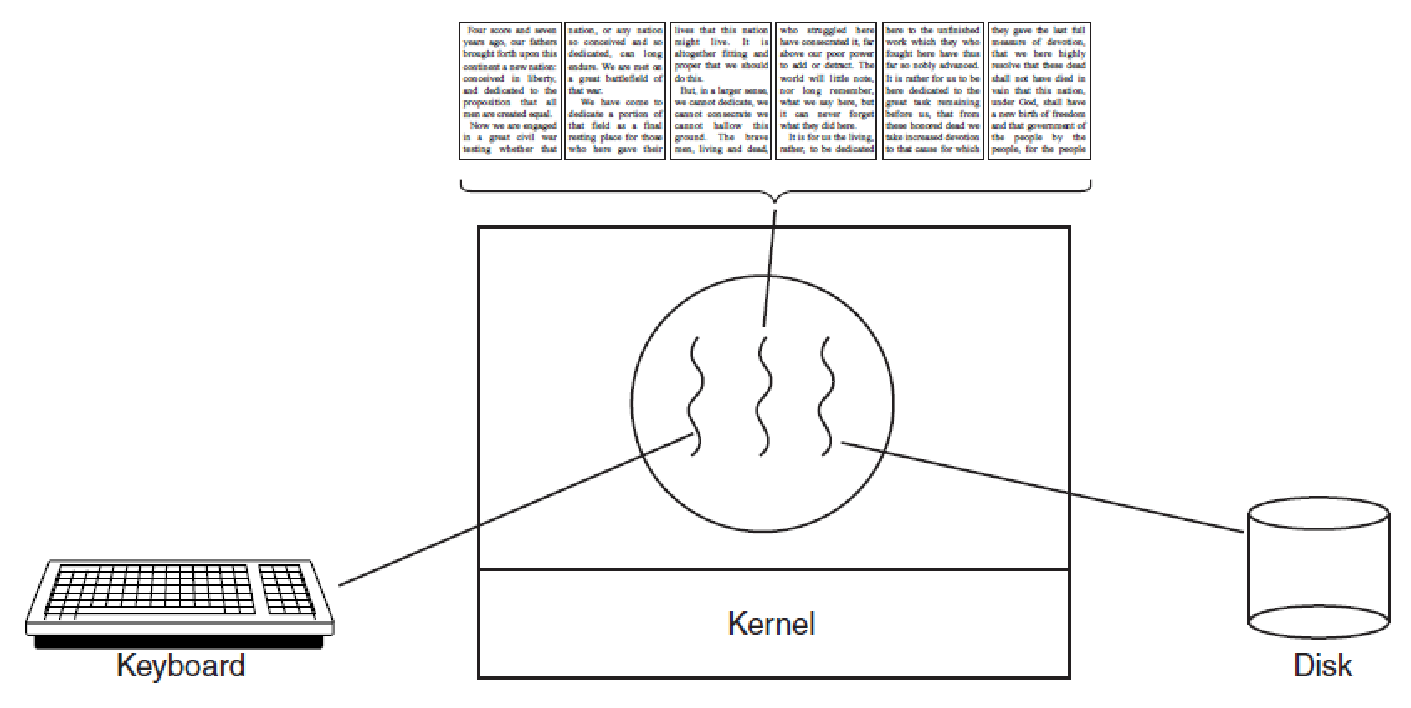 Four score and seven
years ago, our fathers
brought forth upon this
continent a new nation:
conceived in liberty,
and dedicated to the
proposition that all
men are created equal.
Now we are engaged
in a great civil war
testing whether that
nation, or any nation
so conceived and so
dedicated, can long
endure. We are met on
a great battlefield of
that war.
We have come to
dedicate a portion of
that field as a final
resting place for those
who here gave their
lives that this nation
might live. It is
altogether fitting and
proper that we should
do this.
But, in a larger sense,
we cannot dedicate, we
cannot consecrate we
cannot hallow this
ground. The brave
men, living and dead,
who struggled here
have consecrated it, far
above our poor power
to add or detract. The
world will little note,
nor long remember,
what we say here, but
it can never forget
what they did here.
It is for us the living,
rather, to be dedicated
here to the unfinished
work which they who
fought here have thus
far so nobly advanced.
It is rather for us to be
here dedicated to the
great task remaining
before us, that from
these honored dead we
take increased devotion
to that cause for which
they gave the last full
measure of devotion,
that we here highly
resolve that these dead
shall not have died in
vain that this nation,
under God, shall have
a new birth of freedom
and that government of
the people by the
people, for the people
Kernel
Keyboard
Disk